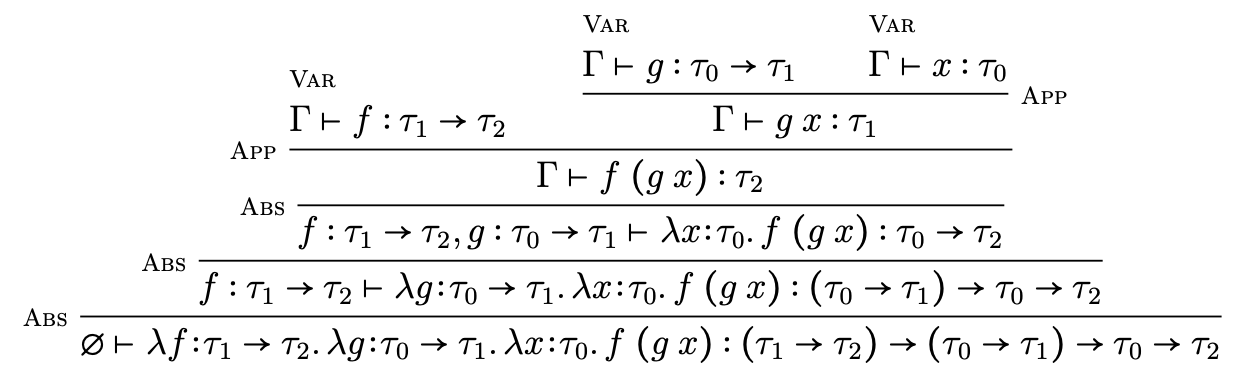 VAR VAR
Γ ⊢ g : τ₀ → τ₁ Γ ⊢ x : τ₀
VAR APP
Γ ⊢ f : τ₁ → τ₂ Γ ⊢ g x : τ₁
APP
Γ ⊢ f (g x) : τ₂
ABS
f : τ₁ → τ₂, g : τ₀ → τ₁ ⊢ λx:τ₀. f (g x) : τ₀ → τ₂
ABS
f : τ₁ → τ₂ ⊢ λg:τ₀ → τ₁. λx:τ₀. f (g x) : (τ₀ → τ₁) → τ₀ → τ₂
ABS
∅ ⊢ λf:τ₁ → τ₂. λg:τ₀ → τ₁. λx:τ₀. f (g x) : (τ₁ → τ₂) → (τ₀ → τ₁) → τ₀ → τ₂